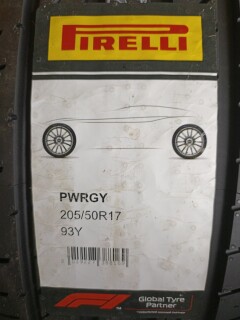 PIRELLI
PWRGY
205/50R17
93Y
F1
Global Tyre
Partner